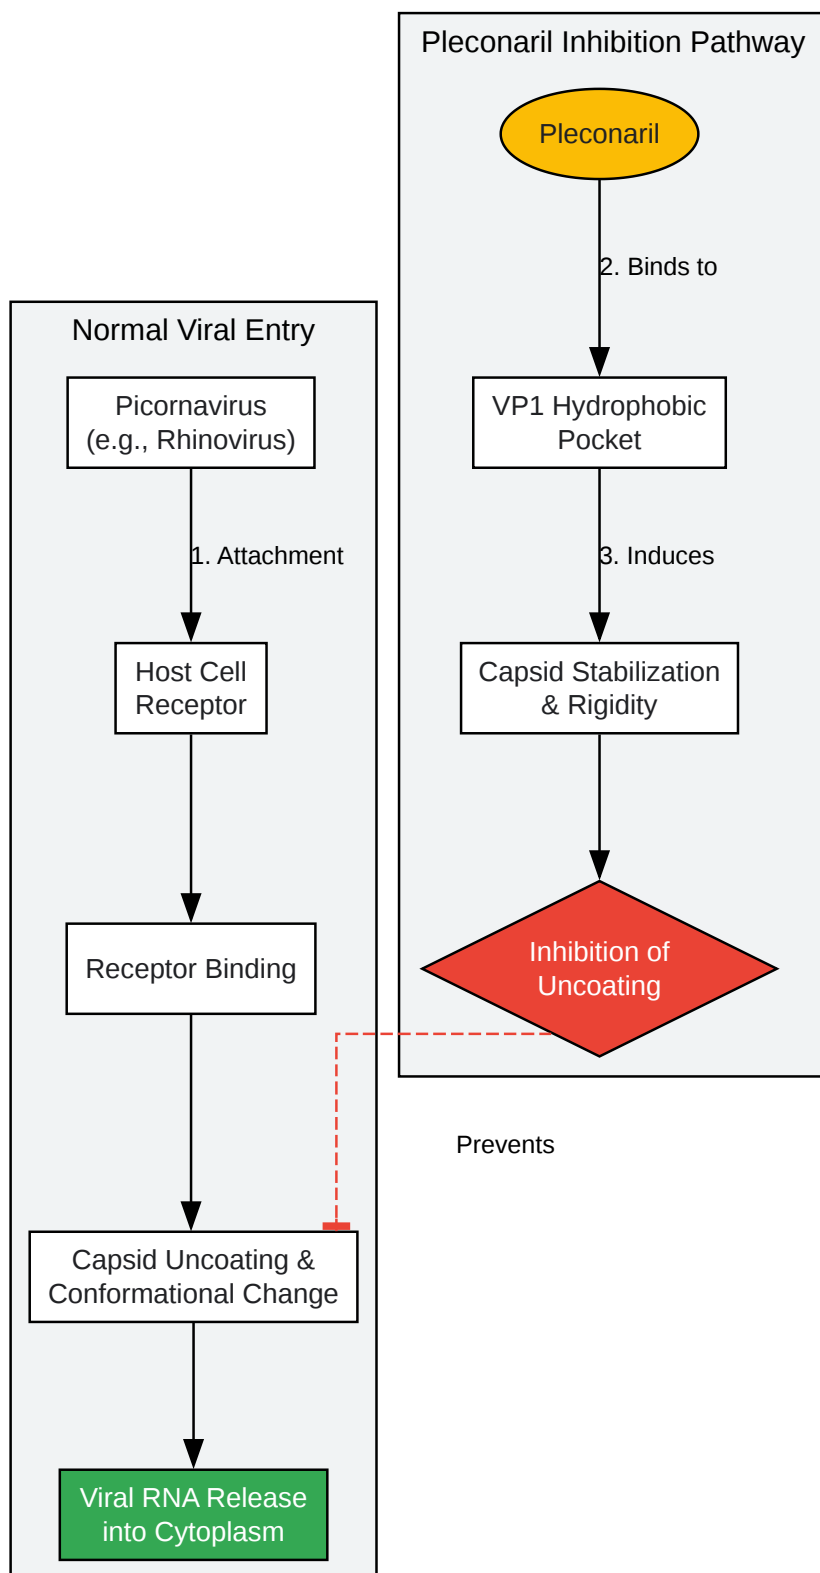 Pleconaril Inhibition Pathway
Pleconaril
2. Binds to
VP1 Hydrophobic
Pocket
3. Induces
Capsid Stabilization
& Rigidity
Inhibition of
Uncoating
Prevents
Normal Viral Entry
Picornavirus
(e.g., Rhinovirus)
1. Attachment
Host Cell
Receptor
Receptor Binding
Capsid Uncoating &
Conformational Change
Viral RNA Release
into Cytoplasm